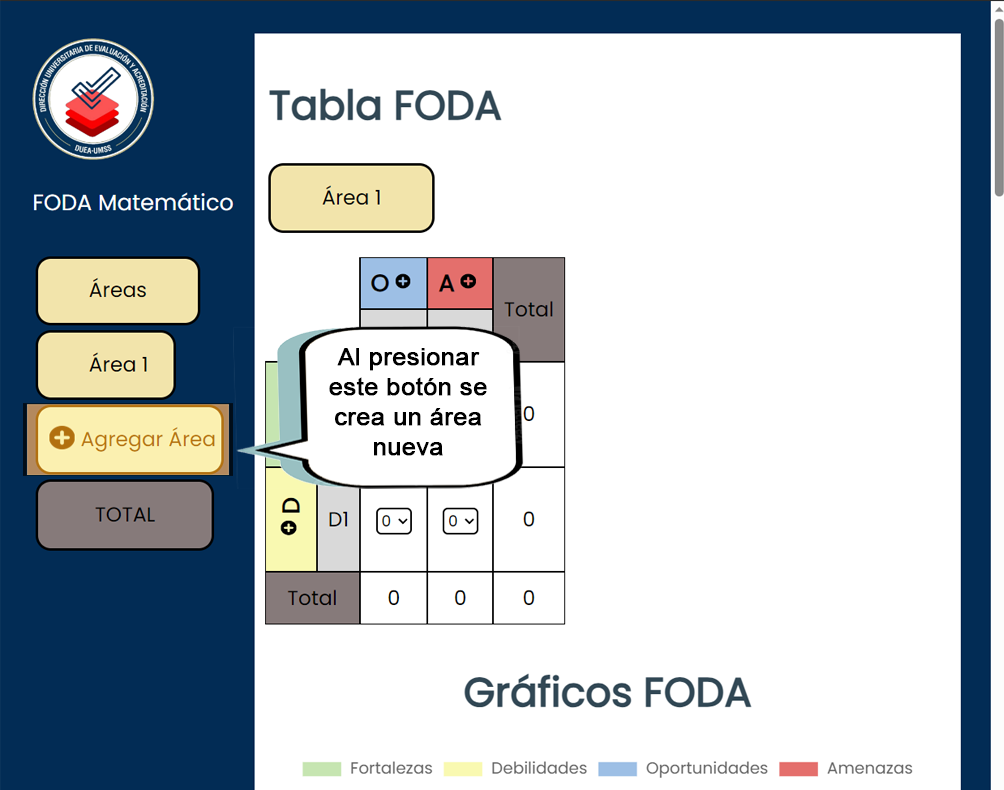 DIRECCIÓN UNIVERSITARIA DE EVALUACIÓN Y ACREDITACIÓN
DUEA-UMSS
FODA Matemático
Áreas
Área 1
Agregar Área
TOTAL
Tabla FODA
Área 1
O A Total
Al presionar
este botón se
crea un área
nueva
0
D D1 0 0 0
Total 0 0 0
Gráficos FODA
Fortalezas Debilidades Oportunidades Amenazas